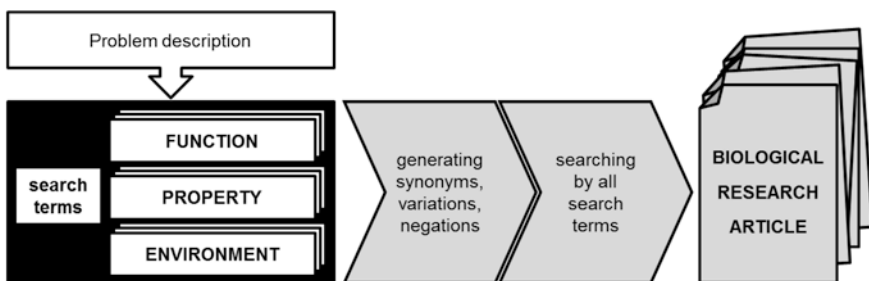 Problem description
search
terms
FUNCTION
PROPERTY
ENVIRONMENT
generating
synonyms,
variations,
negations
searching
by all
search
terms
BIOLOGICAL
RESEARCH
ARTICLE